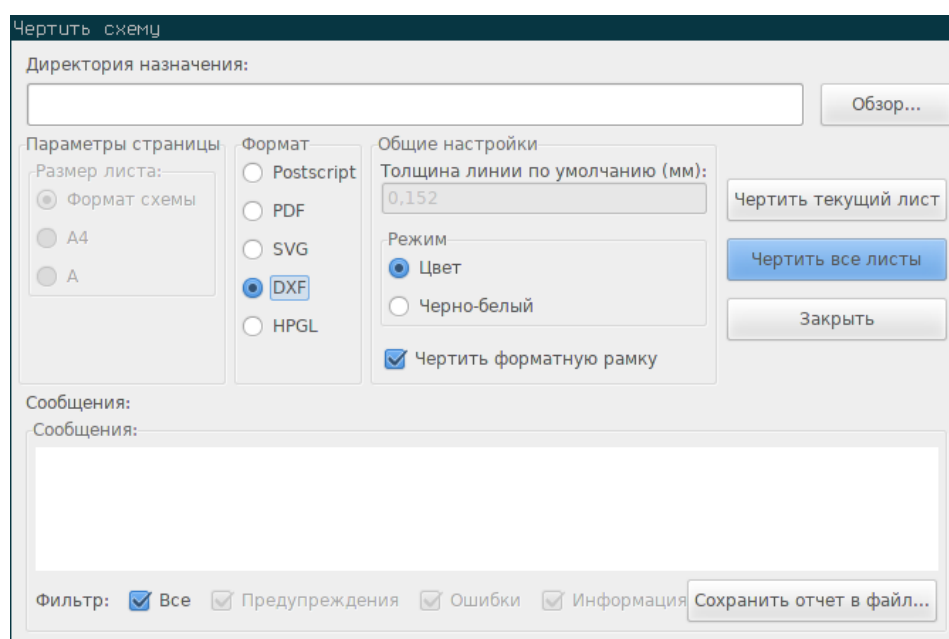 Чертить схему
Директория назначения:
Обзор...
Параметры страницы
Размер листа:
Формат схемы
A4
A
Формат
Postscript
PDF
SVG
DXF
HPGL
Общие настройки
Толщина линии по умолчанию (мм):
0,152
Режим
Цвет
Черно-белый
Чертить форматную рамку
Чертить текущий лист
Чертить все листы
Закрыть
Сообщения:
Сообщения:
Фильтр: Все Предупреждения Ошибки Информация Сохранить отчет в файл...